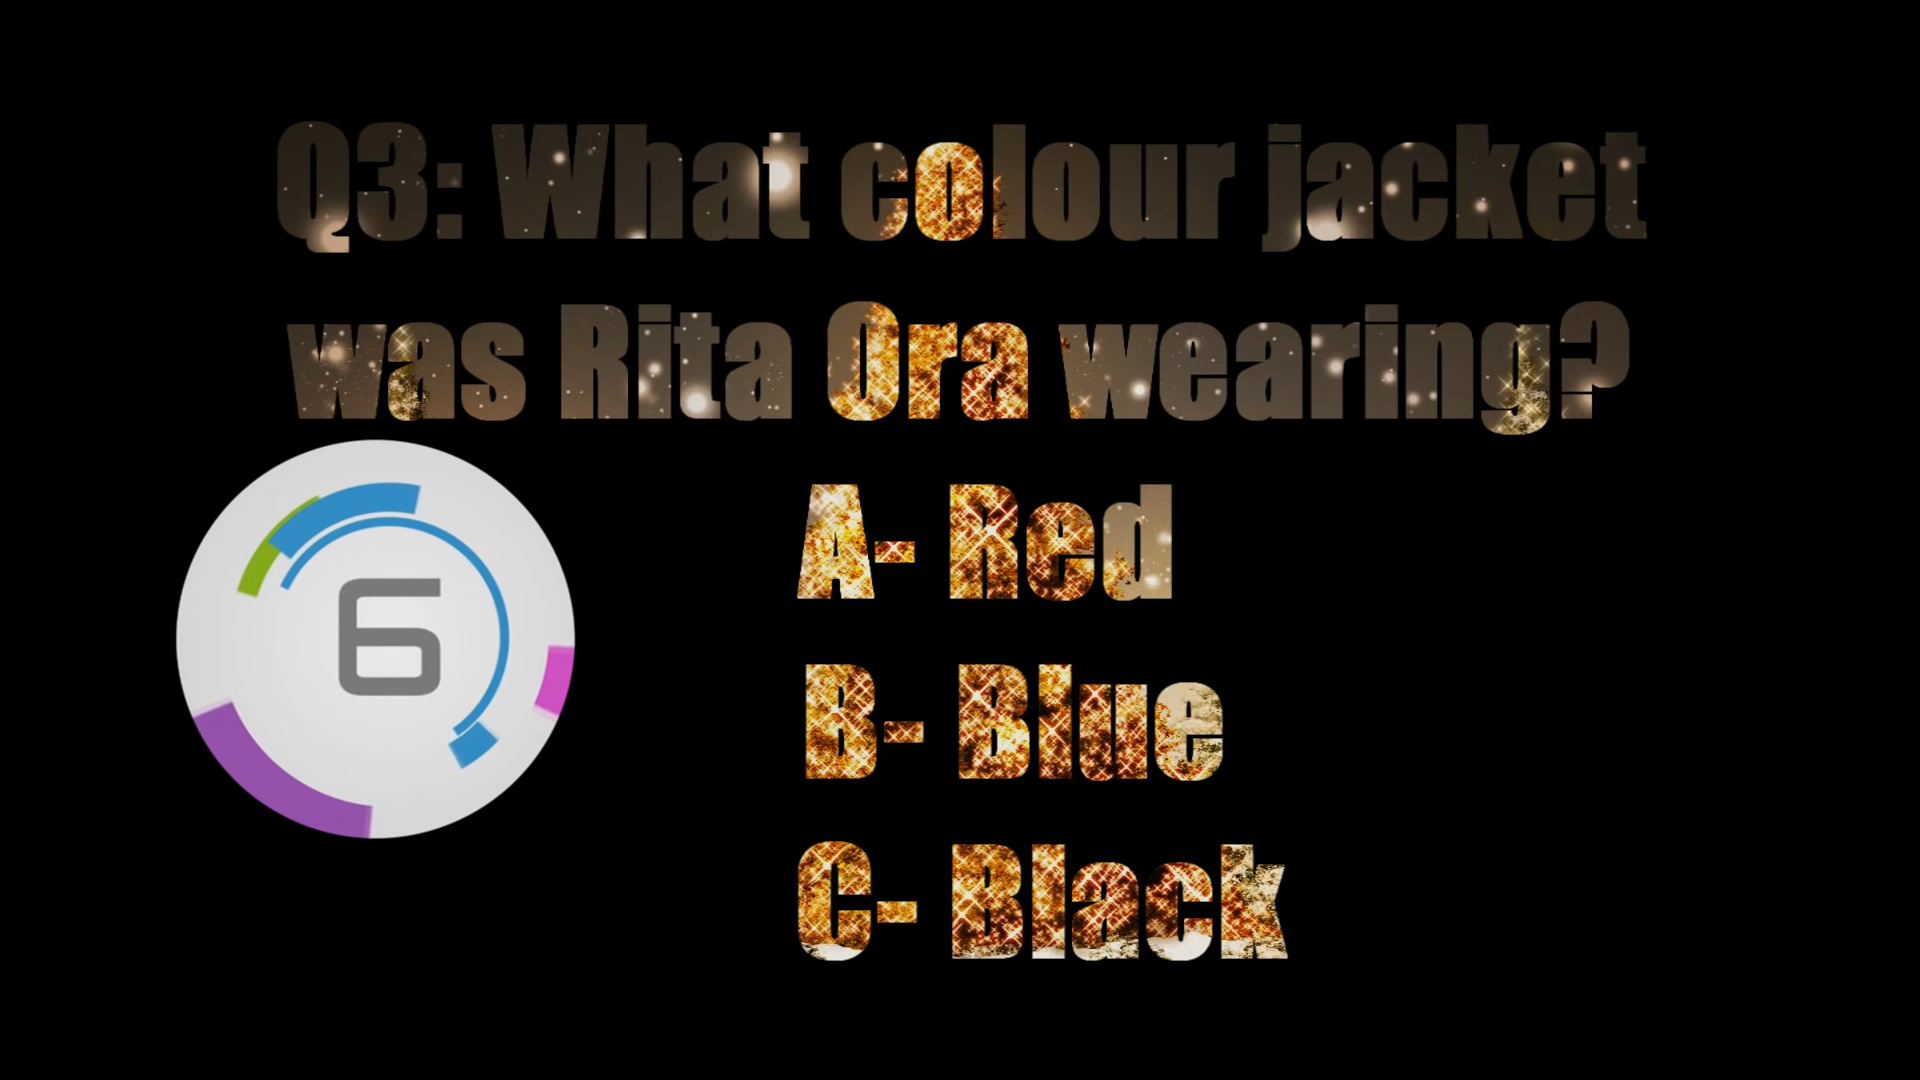 Q3: What colour jacket
was Rita Ora wearing?
6
A- Red
B- Blue
C- Black